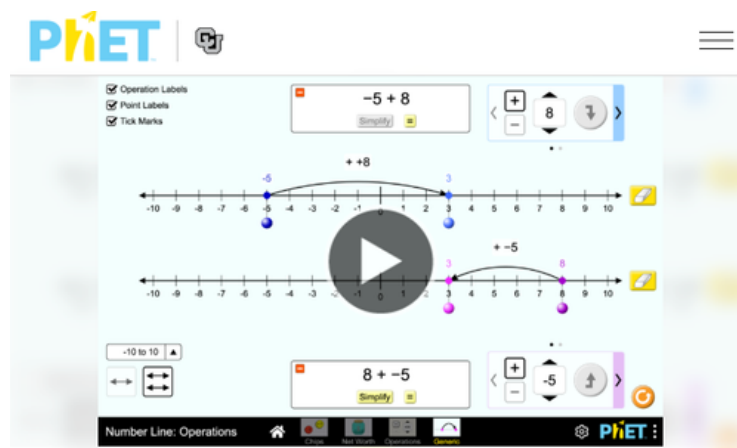 PhET
CU
Operation Labels
Point Labels
Tick Marks
−5 + 8
Simplify =
+
−
8
+ +8
-5 3
-10 -9 -8 -7 -6 -5 -4 -3 -2 -1 0 1 2 3 4 5 6 7 8 9 10
+ −5
3 8
-10 -9 -8 -7 -6 -5 -4 -3 -2 0 1 2 3 4 5 6 7 8 9 10
-10 to 10
8 + −5
Simplify =
+
−
-5
Number Line: Operations
Chips
Net Worth
Operations
Generic
PhET